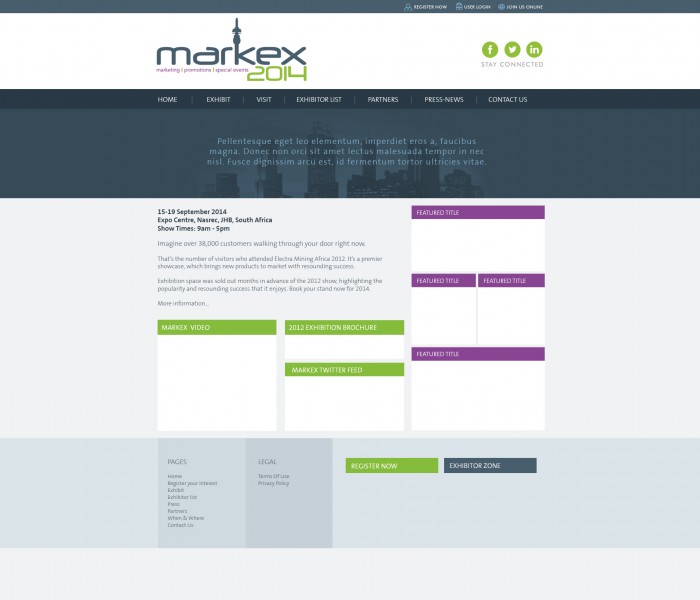 REGISTER NOW USER LOGIN JOIN US ONLINE
markex
marketing | promotions | special events
2014
STAY CONNECTED
HOME EXHIBIT VISIT EXHIBITOR LIST PARTNERS PRESS-NEWS CONTACT US
Pellentesque eget leo elementum, imperdiet eros a, faucibus
magna. Donec non orci sit amet lectus malesuada tempor in nec
nisl. Fusce dignissim arcu est, id fermentum tortor ultricies vitae.
15-19 September 2014
Expo Centre, Nasrec, JHB, South Africa
Show Times: 9am - 5pm
Imagine over 38,000 customers walking through your door right now.
That's the number of visitors who attended Electra Mining Africa 2012. It's a premier
showcase, which brings new products to market with resounding success.
Exhibition space was sold out months in advance of the 2012 show, highlighting the
popularity and resounding success that it enjoys. Book your stand now for 2014.
More information...
FEATURED TITLE
FEATURED TITLE FEATURED TITLE
FEATURED TITLE
MARKEX VIDEO
2012 EXHIBITION BROCHURE
MARKEX TWITTER FEED
PAGES
Home
Register your interest
Exhibit
Exhibitor list
Press
Partners
When & Where
Contact Us
LEGAL
Terms Of Use
Privacy Policy
REGISTER NOW
EXHIBITOR ZONE